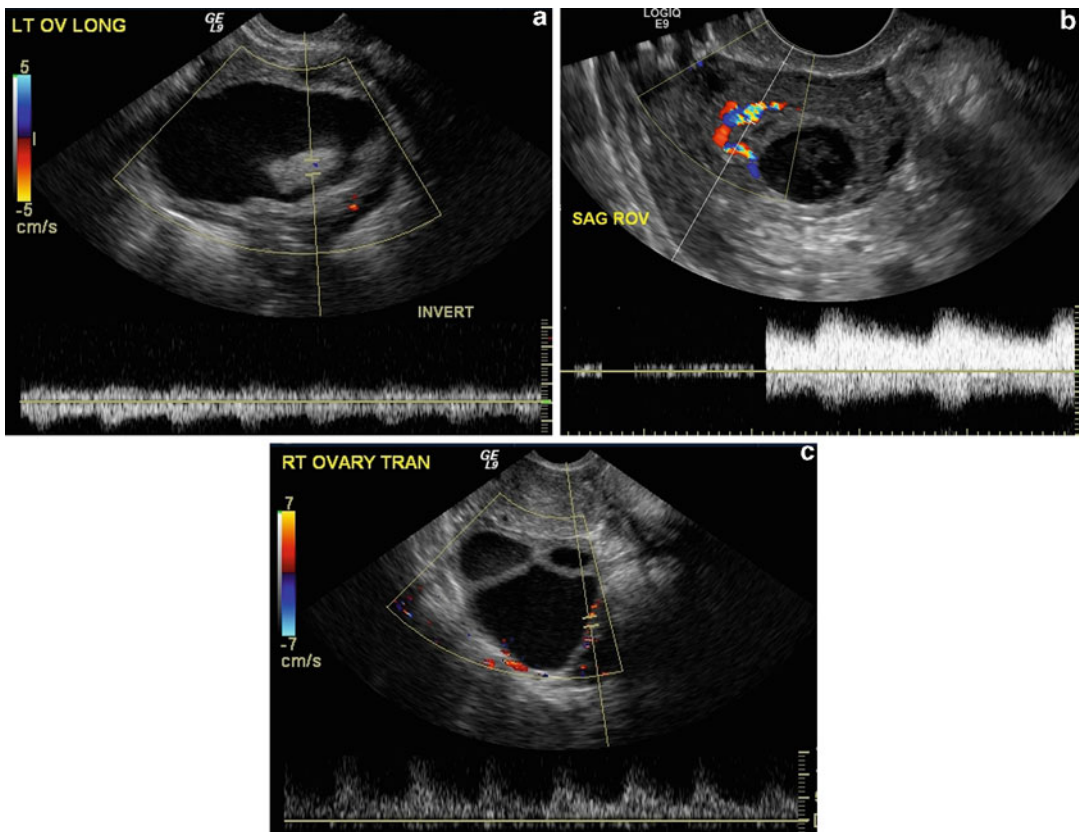 a
LT OV LONG
GE
L9
5
-5
cm/s
INVERT
b
LOGIQ
E9
SAG ROV
c
RT OVARY TRAN
GE
L9
7
-7
cm/s